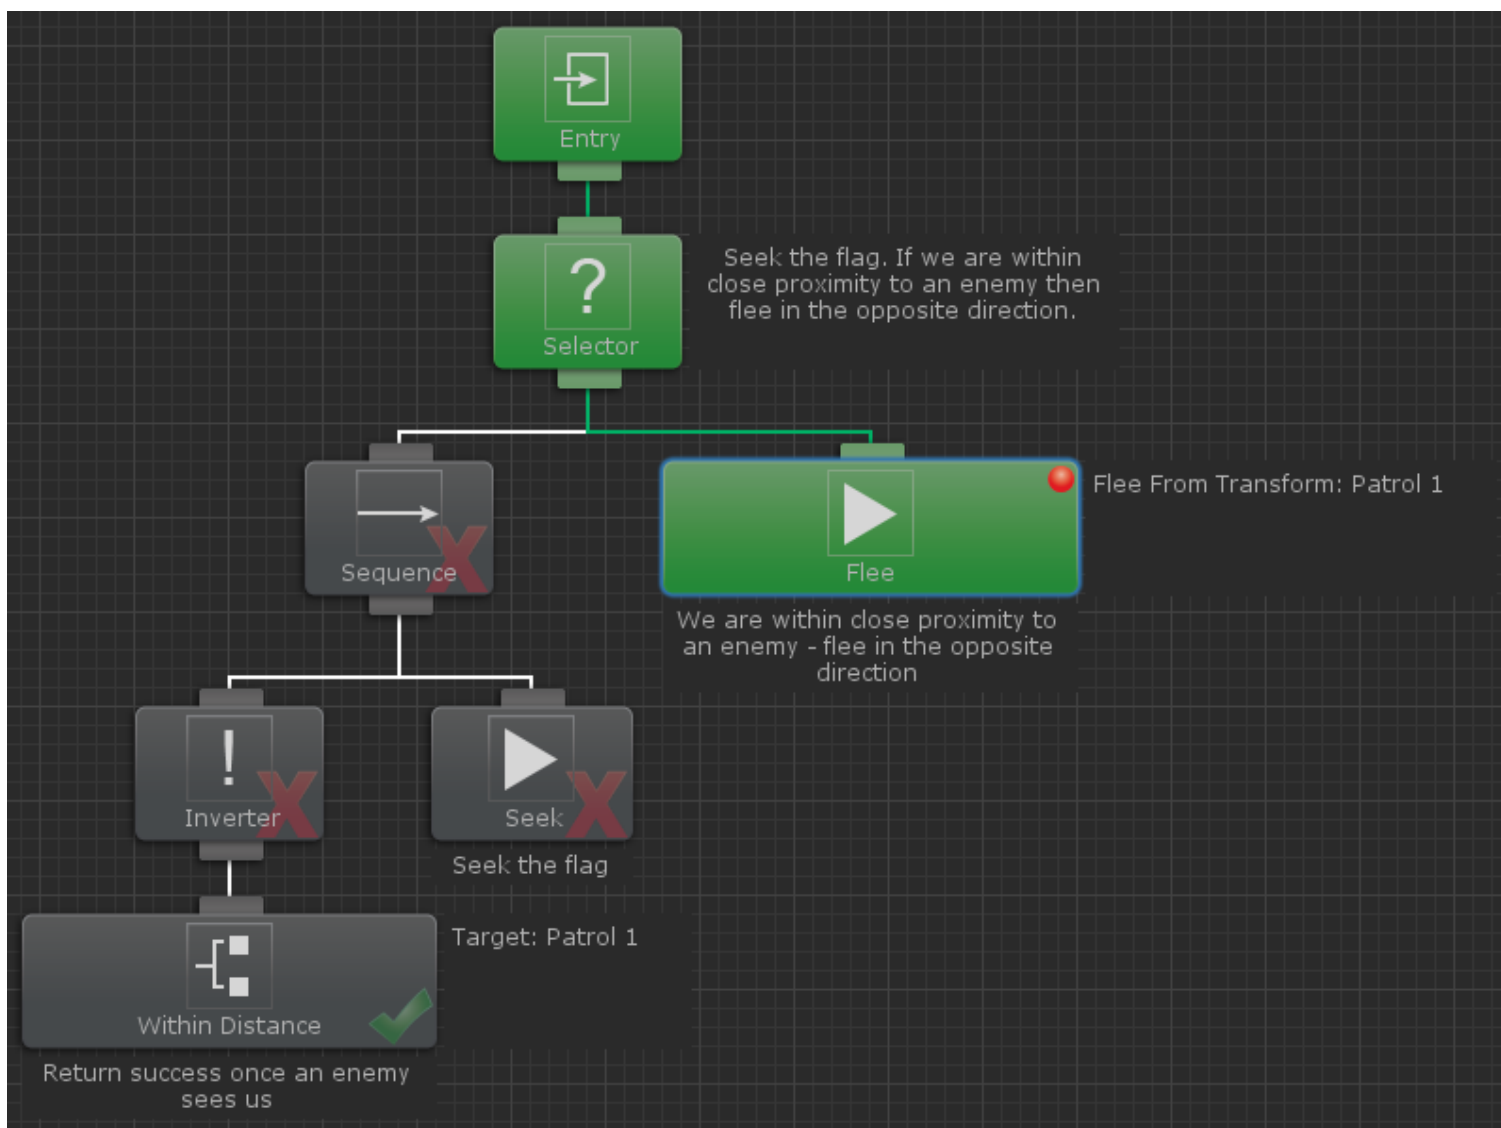 Entry
?
Selector
Seek the flag. If we are within
close proximity to an enemy then
flee in the opposite direction.
Sequence
X
Flee
Flee From Transform: Patrol 1
We are within close proximity to
an enemy - flee in the opposite
direction
!
Inverter
X
Seek
X
Seek the flag
Within Distance
Target: Patrol 1
Return success once an enemy
sees us